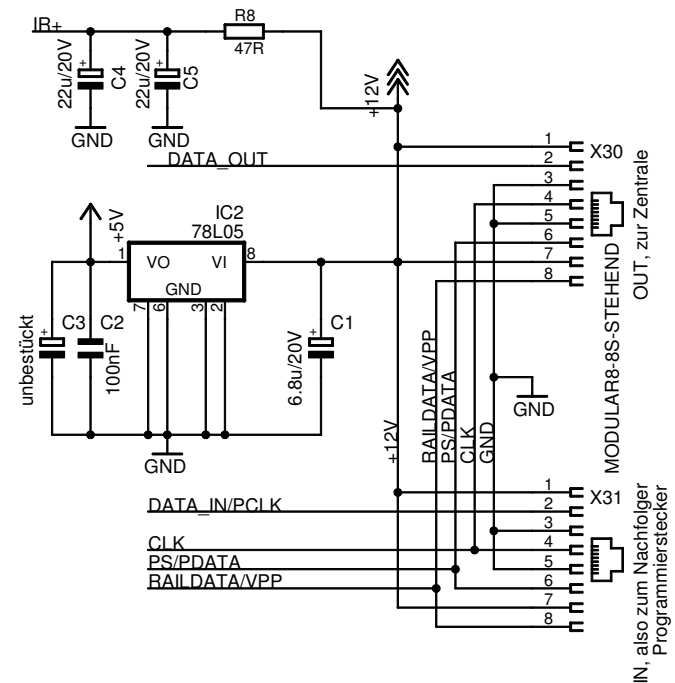 IR+
R8
47R
22u/20V
+
C4
22u/20V
+
C5
GND
GND
+12V
DATA_OUT
1
2
3
4
5
6
7
8
X30
OUT, zur Zentrale
MODULAR8-8S-STEHEND
+5V
IC2
78L05
1
VO
VI
8
GND
7
6
3
2
unbestückt
+
C3
C2
100nF
6.8u/20V
+
C1
GND
+12V
RAILDATA/VPP
PS/PDATA
CLK
GND
GND
DATA_IN/PCLK
CLK
PS/PDATA
RAILDATA/VPP
1
2
3
4
5
6
7
8
X31
IN, also zum Nachfolger
Programmierstecker